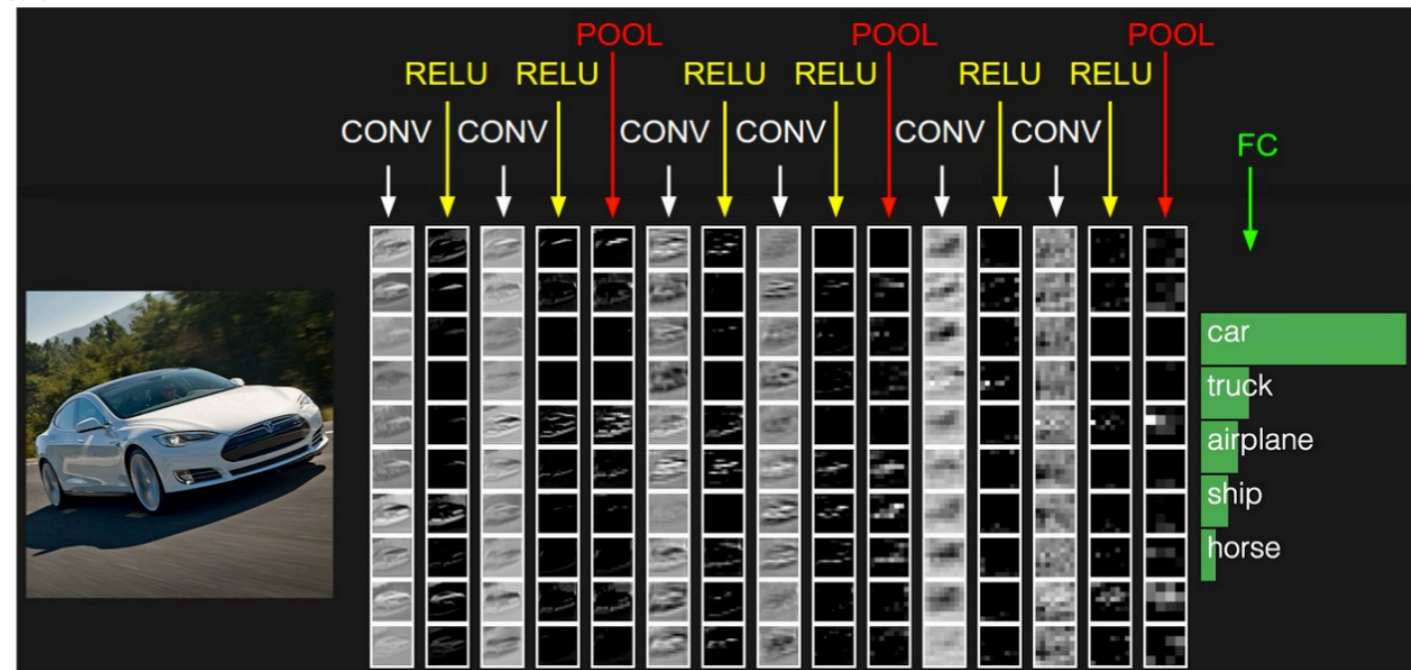 POOL POOL POOL
RELU RELU RELU RELU RELU RELU
CONV CONV CONV CONV CONV CONV
FC
car
truck
airplane
ship
horse